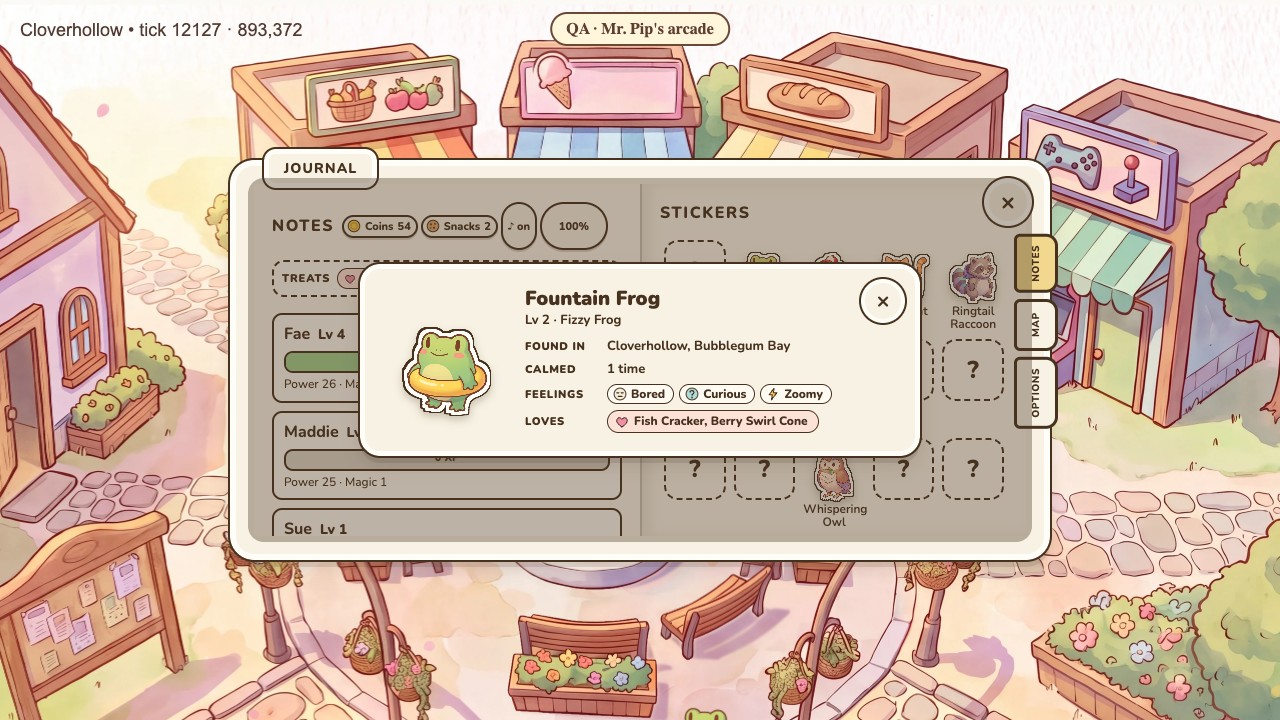 Cloverhollow • tick 12127 · 893,372
QA · Mr. Pip's arcade
JOURNAL
NOTES
Coins 54
Snacks 2
♪ on
100%
TREATS
Fae Lv 4
Power 26 ·
Maddie
Power 25 · Magic 1
Sue Lv 1
STICKERS
×
Ringtail
Raccoon
?
? ? ? ?
Whispering
Owl
NOTES
MAP
OPTIONS
Fountain Frog
×
Lv 2 · Fizzy Frog
FOUND IN Cloverhollow, Bubblegum Bay
CALMED 1 time
FEELINGS Bored Curious Zoomy
LOVES Fish Cracker, Berry Swirl Cone